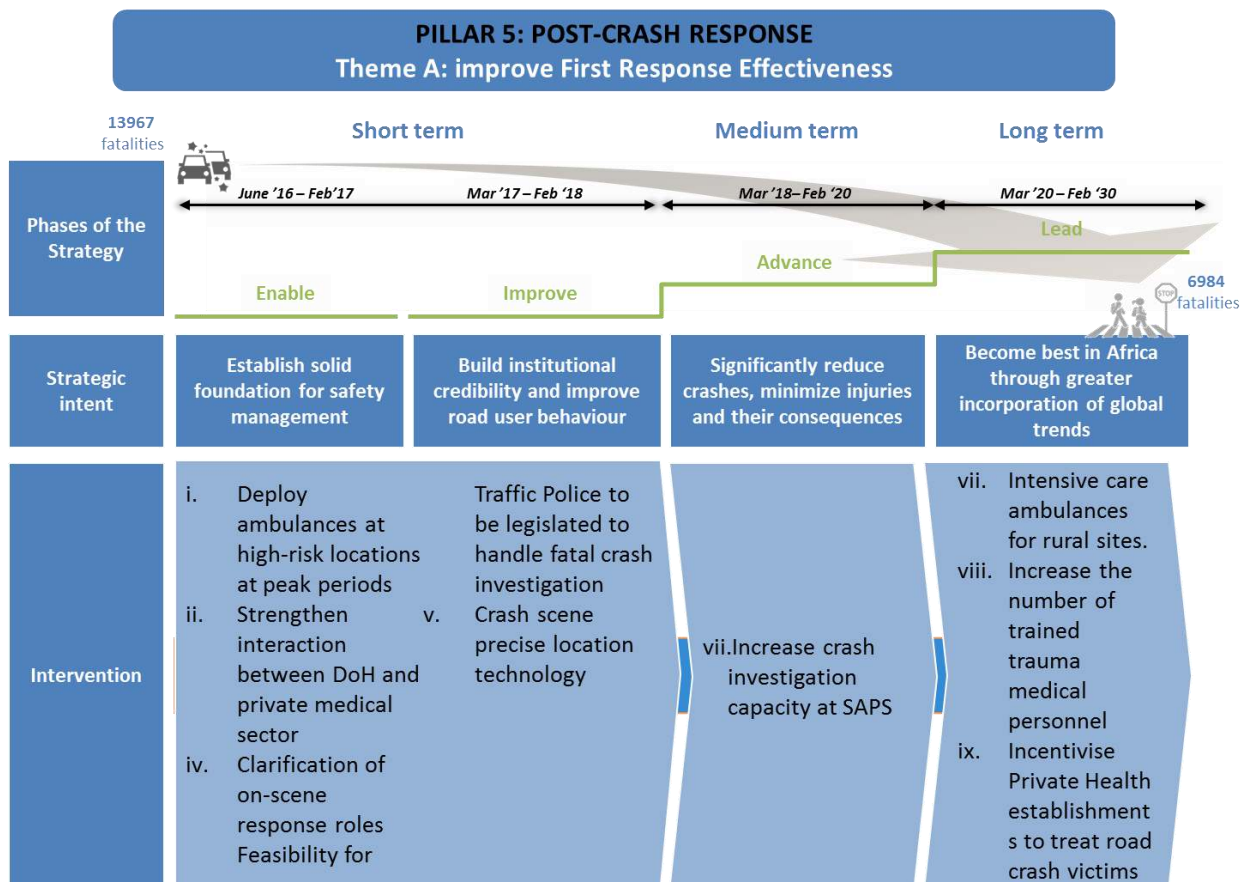 PILLAR 5: POST-CRASH RESPONSE
Theme A: improve First Response Effectiveness
13967
fatalities
Short term
Medium term
Long term
Phases of the
Strategy
June '16 – Feb'17
Mar '17 – Feb '18
Mar '18– Feb '20
Mar '20 – Feb '30
Enable
Improve
Advance
Lead
STOP
6984
fatalities
Strategic
intent
Establish solid
foundation for safety
management
Build institutional
credibility and improve
road user behaviour
Significantly reduce
crashes, minimize injuries
and their consequences
Become best in Africa
through greater
incorporation of global
trends
Intervention
i. Deploy
ambulances at
high-risk locations
at peak periods
ii. Strengthen
interaction
between DoH and
private medical
sector
iv. Clarification of
on-scene
response roles
Feasibility for
Traffic Police to
be legislated to
handle fatal crash
investigation
v. Crash scene
precise location
technology
vii.Increase crash
investigation
capacity at SAPS
vii. Intensive care
ambulances
for rural sites.
viii. Increase the
number of
trained
trauma
medical
personnel
ix. Incentivise
Private Health
establishment
s to treat road
crash victims